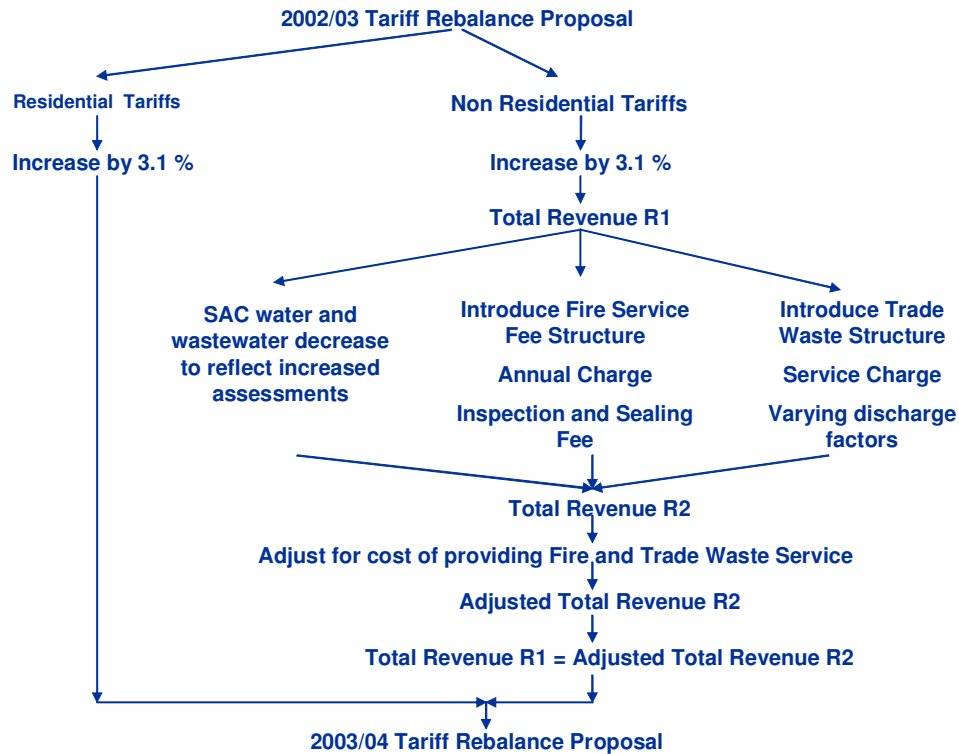 2002/03 Tariff Rebalance Proposal
Residential Tariffs
Non Residential Tariffs
Increase by 3.1 %
Increase by 3.1 %
Total Revenue R1
SAC water and
wastewater decrease
to reflect increased
assessments
Introduce Fire Service
Fee Structure
Annual Charge
Inspection and Sealing
Fee
Introduce Trade
Waste Structure
Service Charge
Varying discharge
factors
Total Revenue R2
Adjust for cost of providing Fire and Trade Waste Service
Adjusted Total Revenue R2
Total Revenue R1 = Adjusted Total Revenue R2
2003/04 Tariff Rebalance Proposal